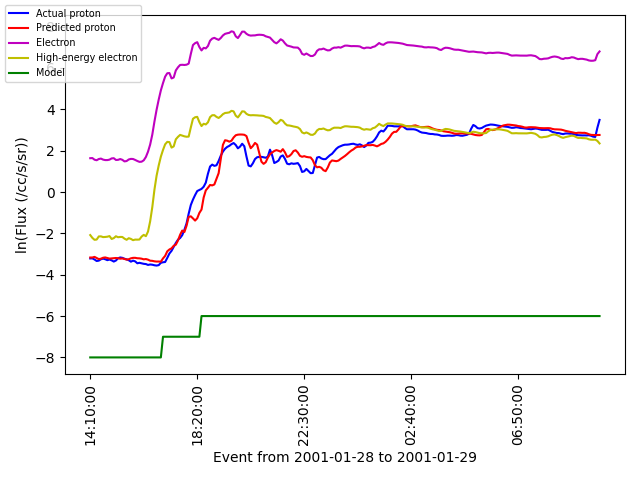 Actual proton
Predicted proton
Electron
High-energy electron
Model
4
2
0
−2
−4
−6
−8
ln(Flux (/cc/s/sr))
14:10:00
18:20:00
22:30:00
02:40:00
06:50:00
Event from 2001-01-28 to 2001-01-29